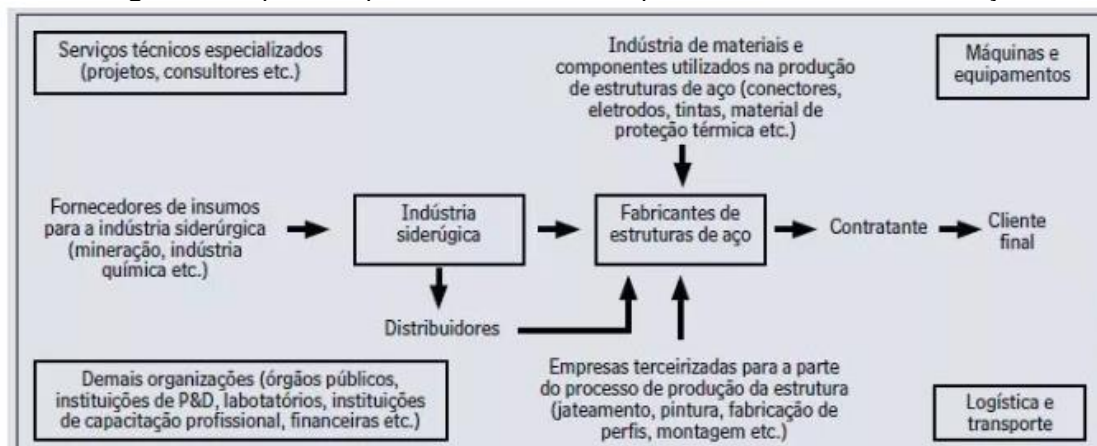 Serviços técnicos especializados
(projetos, consultores etc.)
Indústria de materiais e
componentes utilizados na produção
de estruturas de aço (conectores,
eletrodos, tintas, material de
proteção térmica etc.)
Máquinas e
equipamentos
Fornecedores de insumos
para a indústria siderúrgica
(mineração, indústria
química etc.)
Indústria
siderúgica
Fabricantes de
estruturas de aço
Contratante
Cliente
final
Distribuidores
Demais organizações (órgãos públicos,
instituições de P&D, labotatórios, instituições
de capacitação profissional, financeiras etc.)
Empresas terceirizadas para a parte
do processo de produção da estrutura
(jateamento, pintura, fabricação de
perfis, montagem etc.)
Logística e
transporte